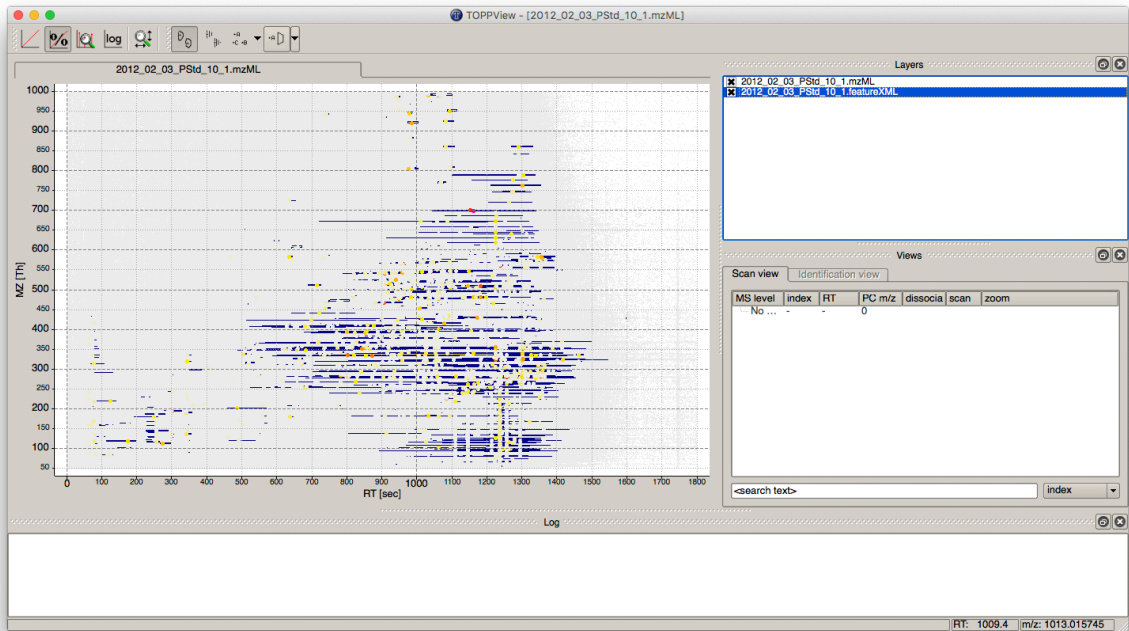 TOPPView - [2012_02_03_PStd_10_1.mzML]
log
2012_02_03_PStd_10_1.mzML
1000
950
900
850
800
750
700
650
600
550
500
450
400
350
300
250
200
150
100
50
MZ [Th]
0 100 200 300 400 500 600 700 800 900 1000 1100 1200 1300 1400 1500 1600 1700 1800
RT [sec]
Layers
2012_02_03_PStd_10_1.mzML
2012_02_03_PStd_10_1.featureXML
Views
Scan view Identification view
MS level index RT PC m/z dissocia scan zoom
No ... - - 0
<search text> index
Log
RT: 1009.4 m/z: 1013.015745